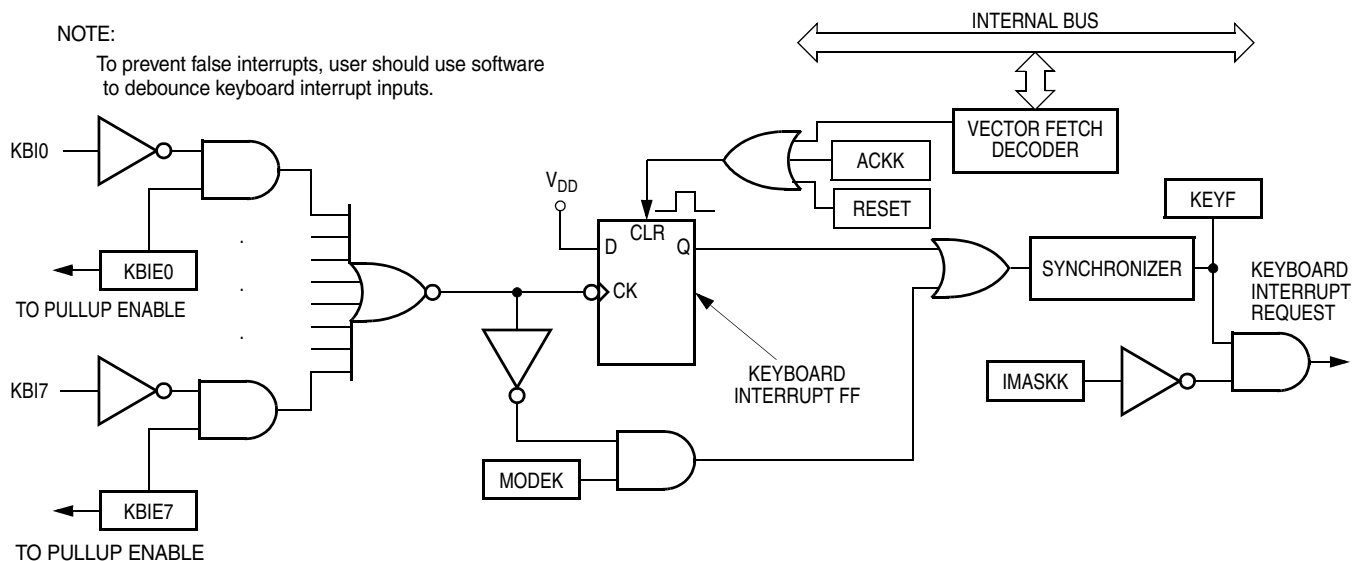 INTERNAL BUS
NOTE:
To prevent false interrupts, user should use software
to debounce keyboard interrupt inputs.
KBI0
KBIE0
TO PULLUP ENABLE
KBI7
KBIE7
TO PULLUP ENABLE
VDD
CLR
D
Q
CK
KEYBOARD
INTERRUPT FF
MODEK
VECTOR FETCH
DECODER
ACKK
RESET
SYNCHRONIZER
KEYF
IMASKK
KEYBOARD
INTERRUPT
REQUEST